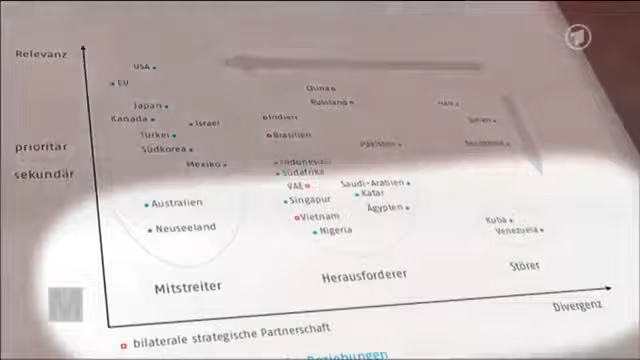 Relevanz
USA
EU
China
Japan
Russland
Iran
Kanada
Israel
Indien
Syrien
Türkei
Brasilien
Südkorea
Pakistan
Nordkorea
prioritär
Mexiko
Indonesien
sekundär
Südafrika
VAE
Saudi-Arabien
Katar
Australien
Singapur
Ägypten
Vietnam
Kuba
Neuseeland
Nigeria
Venezuela
Mitstreiter
Herausforderer
Störer
Divergenz
bilaterale strategische Partnerschaft
Beziehungen
M